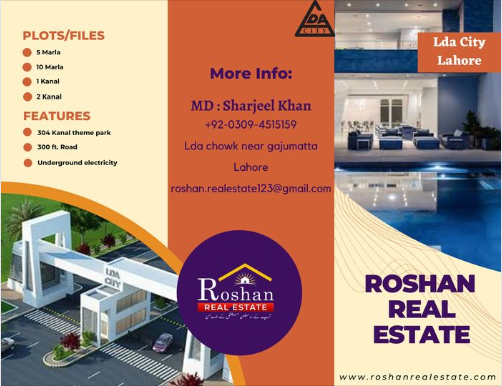 PLOTS/FILES
5 Marla
10 Marla
1 Kanal
2 Kanal
FEATURES
304 Kanal theme park
300 ft. Road
Underground electricity
LDA
CITY
LDA
CITY
More Info:
MD : Sharjeel Khan
+92-0309-4515159
Lda chowk near gajumatta
Lahore
roshan.realestate123@gmail.com
Roshan
REAL ESTATE
Lda City
Lahore
ROSHAN
REAL
ESTATE
www.roshanrealestate.com